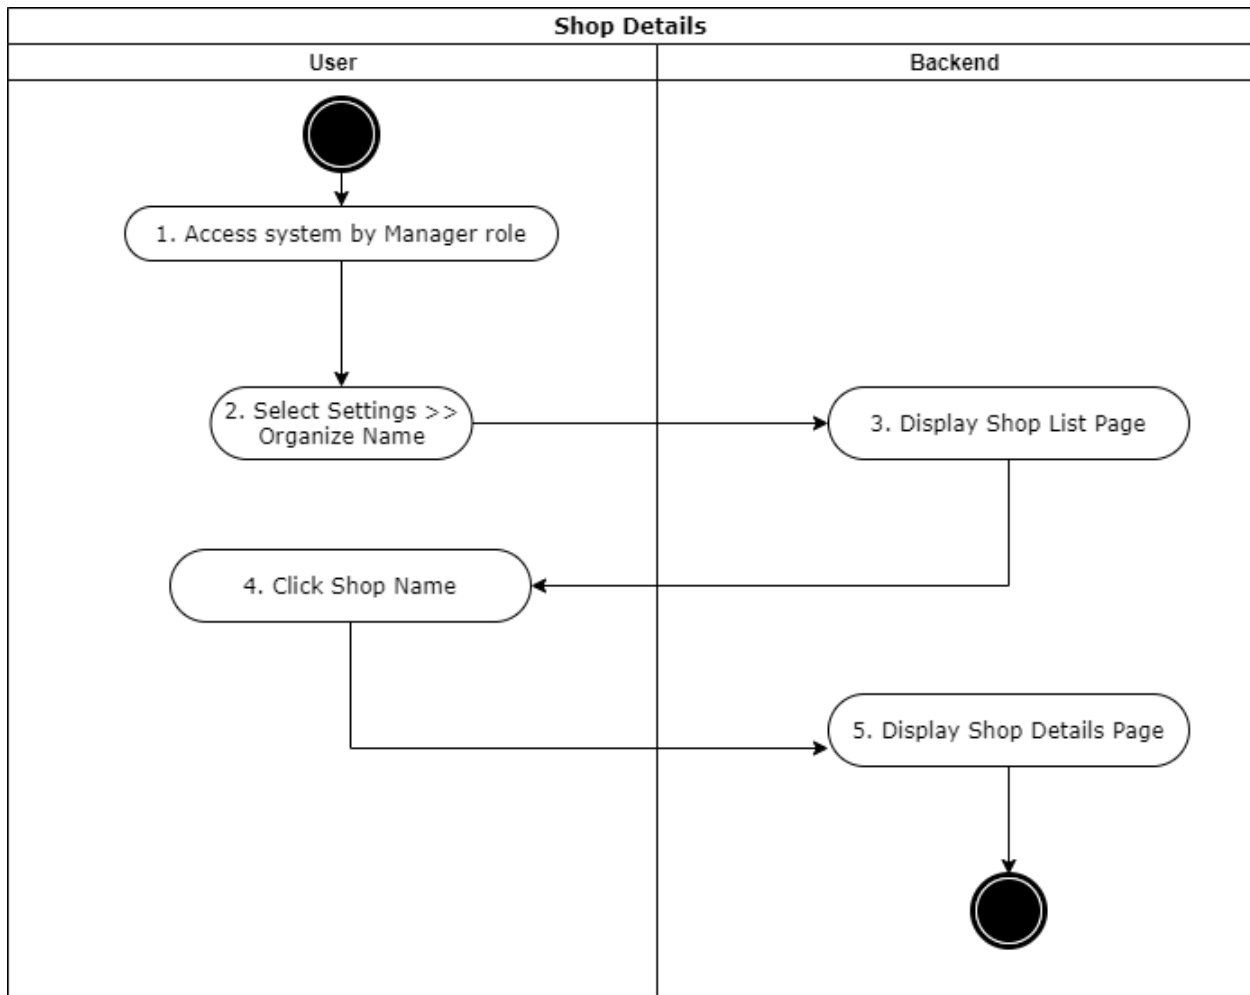 Shop Details
User
Backend
1. Access system by Manager role
2. Select Settings >>
Organize Name
3. Display Shop List Page
4. Click Shop Name
5. Display Shop Details Page